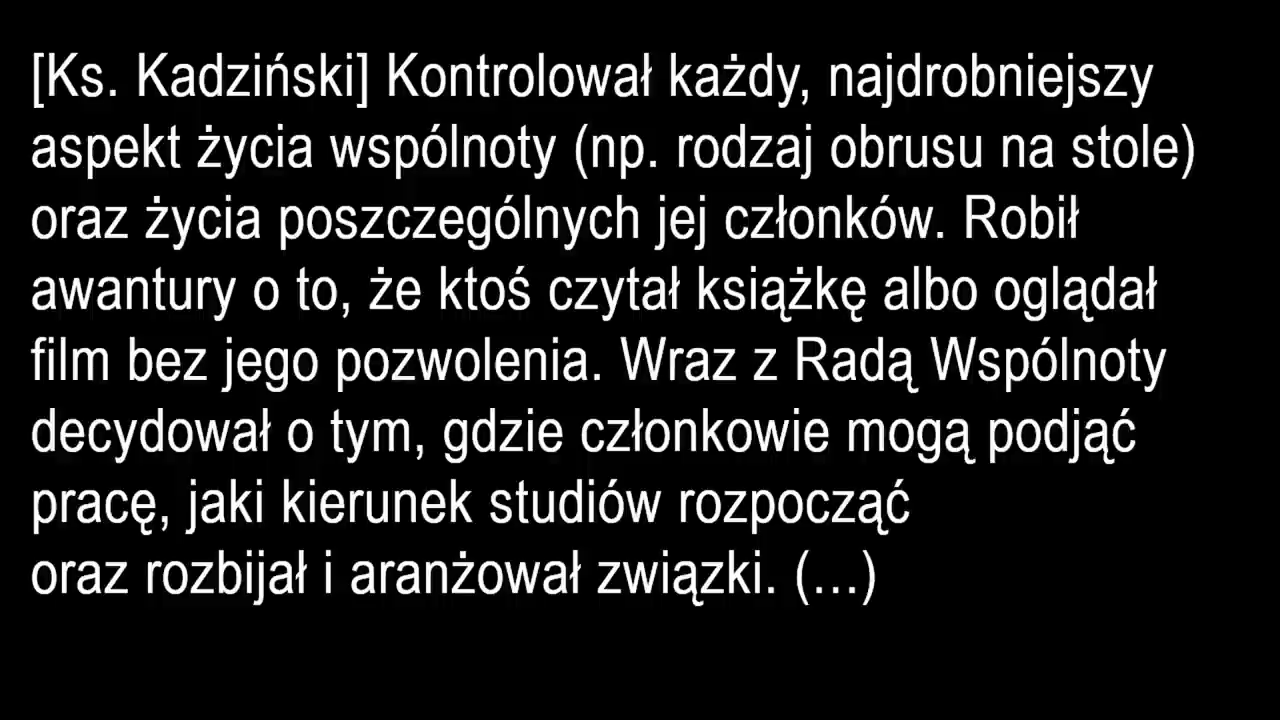 [Ks. Kadziński] Kontrolował każdy, najdrobniejszy
aspekt życia wspólnoty (np. rodzaj obrusu na stole)
oraz życia poszczególnych jej członków. Robił
awantury o to, że ktoś czytał książkę albo oglądał
film bez jego pozwolenia. Wraz z Radą Wspólnoty
decydował o tym, gdzie członkowie mogą podjąć
pracę, jaki kierunek studiów rozpocząć
oraz rozbijał i aranżował związki. (...)